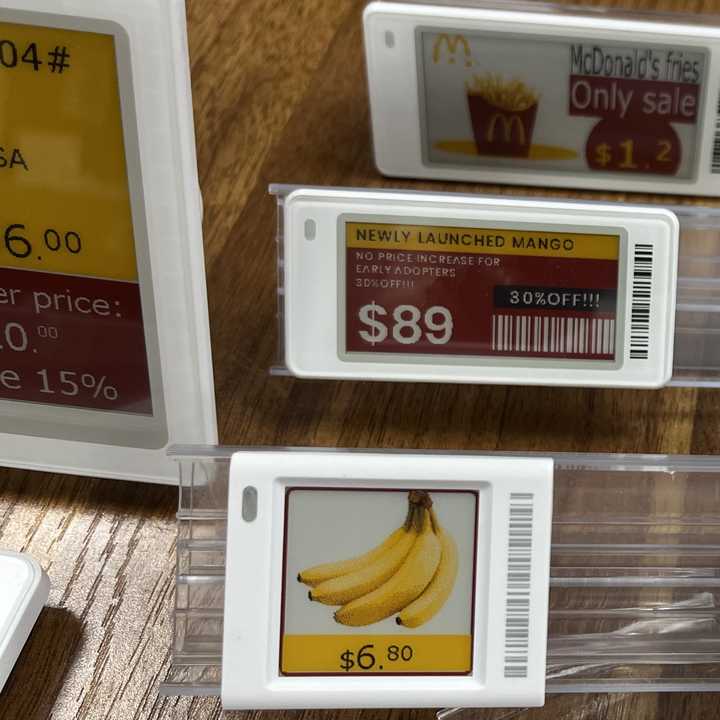 04#
SA
6.00
er price:
0.00
e 15%
McDonald's fries
Only sale
$1.2
NEWLY LAUNCHED MANGO
NO PRICE INCREASE FOR
EARLY ADOPTERS
30%OFF!!!
30%OFF!!!
$89
$6.80